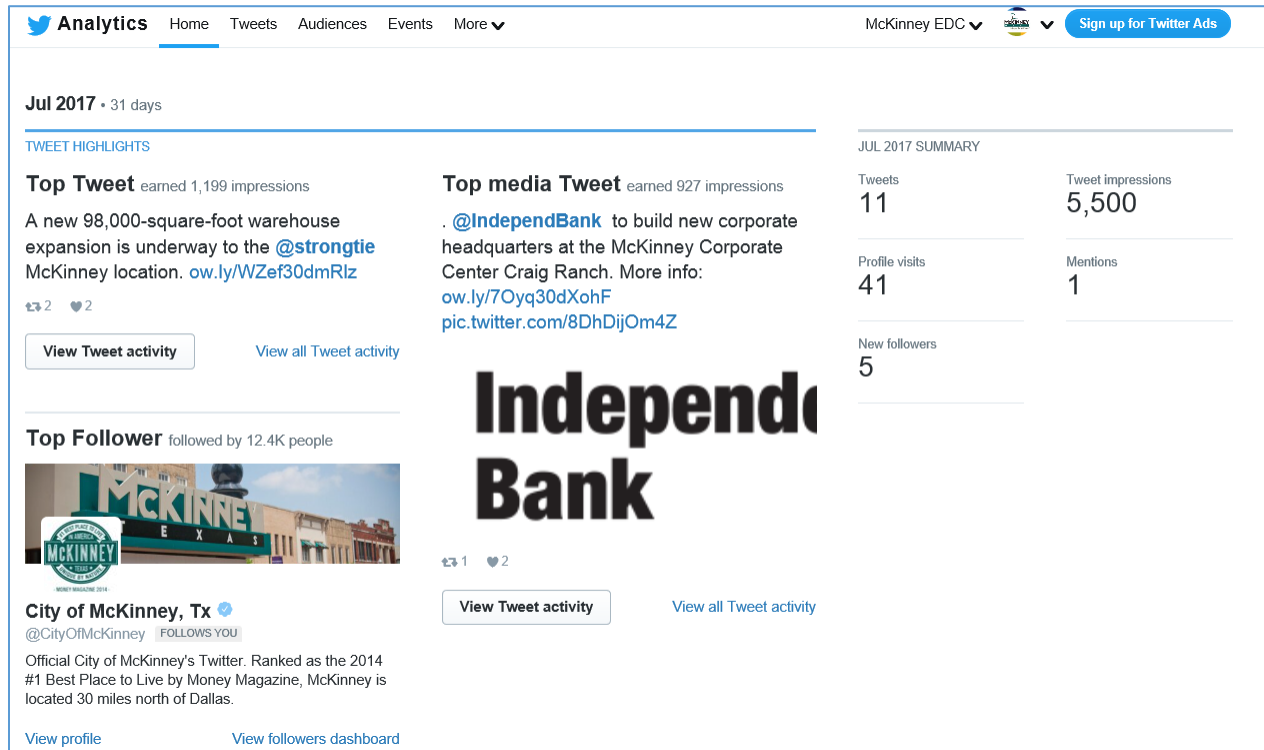 Analytics Home Tweets Audiences Events More McKinney EDC Sign up for Twitter Ads
Jul 2017 • 31 days
TWEET HIGHLIGHTS
Top Tweet earned 1,199 impressions
A new 98,000-square-foot warehouse
expansion is underway to the @strongtie
McKinney location. ow.ly/WZef30dmRlz
2 2
View Tweet activity View all Tweet activity
Top Follower followed by 12.4K people
McKINNEY
TEXAS
McKINNEY
TEXAS
City of McKinney, Tx
@CityOfMcKinney FOLLOWS YOU
Official City of McKinney's Twitter. Ranked as the 2014
#1 Best Place to Live by Money Magazine, McKinney is
located 30 miles north of Dallas.
View profile View followers dashboard
Top media Tweet earned 927 impressions
. @IndependBank to build new corporate
headquarters at the McKinney Corporate
Center Craig Ranch. More info:
ow.ly/7Oyq30dXohF
pic.twitter.com/8DhDijOm4Z
Independe
Bank
1 2
View Tweet activity View all Tweet activity
JUL 2017 SUMMARY
Tweets Tweet impressions
11 5,500
Profile visits Mentions
41 1
New followers
5